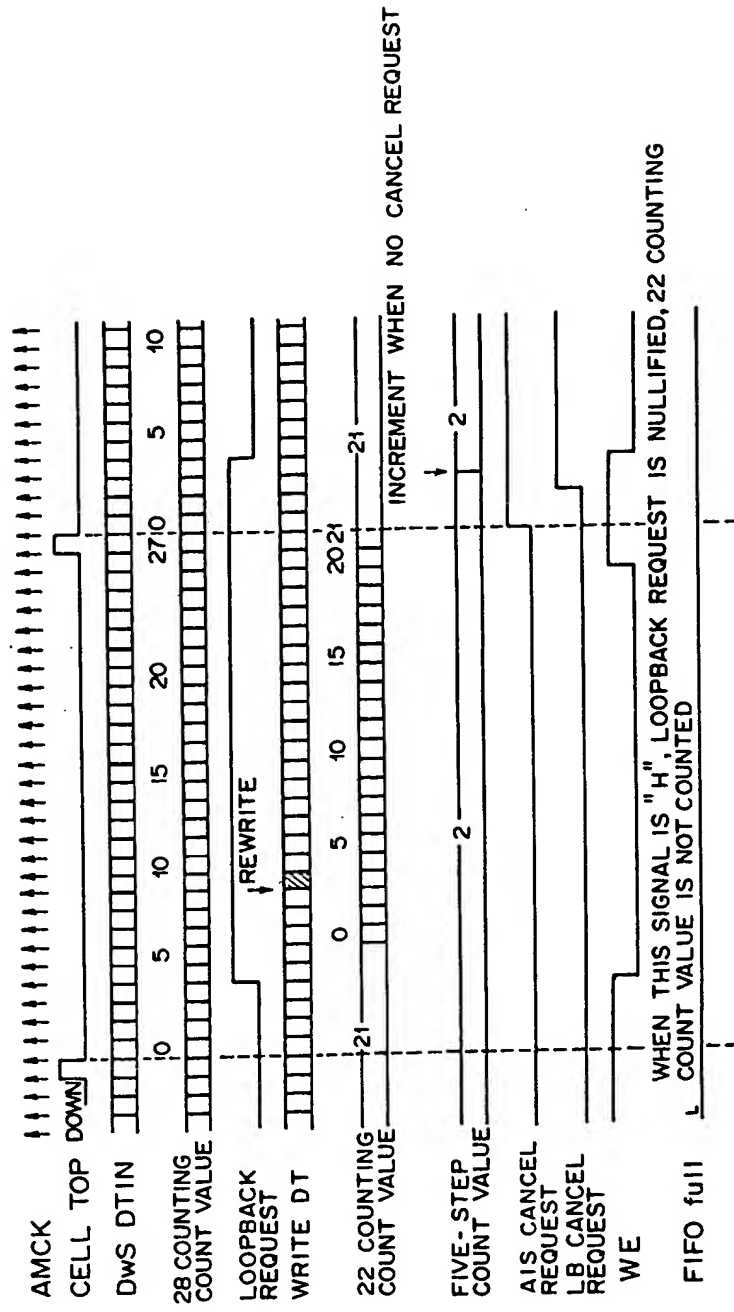 AMCK
CELL TOP DOWN
DwS DTIN
0 5 10 15 20 27 0 5 10
28 COUNTING
COUNT VALUE
LOOPBACK
REQUEST
REWRITE
WRITE DT
0 5 10 15 20 21
22 COUNTING
COUNT VALUE
21 21
INCREMENT WHEN NO CANCEL REQUEST
FIVE-STEP
COUNT VALUE
2 2
AIS CANCEL
REQUEST
LB CANCEL
REQUEST
WE
WHEN THIS SIGNAL IS "H", LOOPBACK REQUEST IS NULLIFIED, 22 COUNTING
COUNT VALUE IS NOT COUNTED
FIFO full L